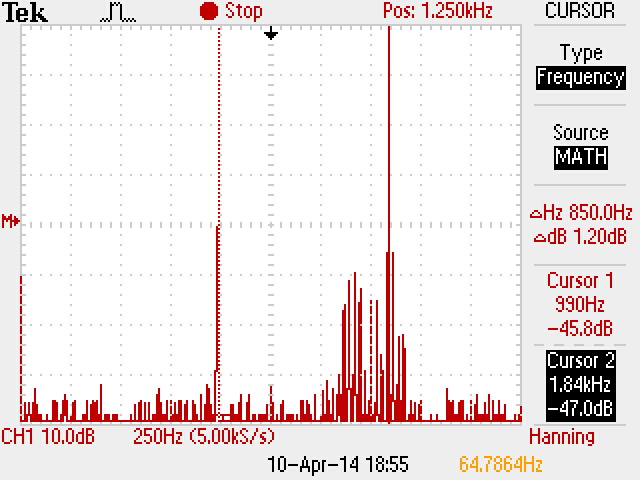 Tek Stop Pos: 1.250kHz CURSOR
Type
Frequency
Source
MATH
M
△Hz 850.0Hz
△dB 1.20dB
Cursor 1
990Hz
-45.8dB
Cursor 2
1.84kHz
-47.0dB
CH1 10.0dB 250Hz (5.00kS/s) Hanning
10-Apr-14 18:55 64.7864Hz